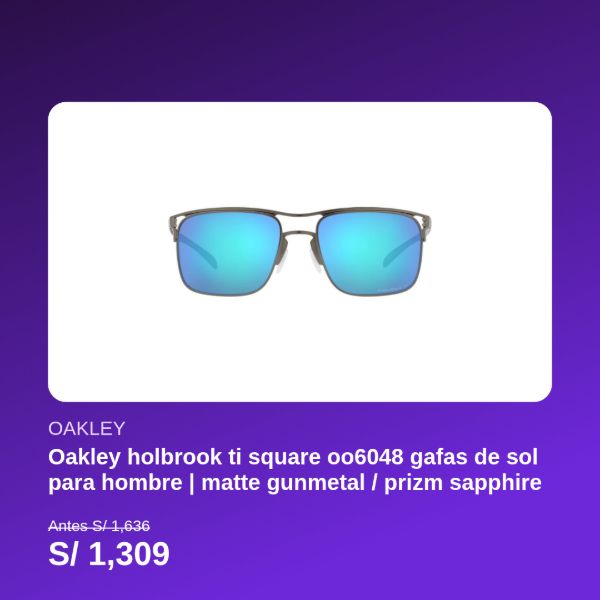 OAKLEY
Oakley holbrook ti square oo6048 gafas de sol
para hombre | matte gunmetal / prizm sapphire
Antes S/ 1,636
S/ 1,309